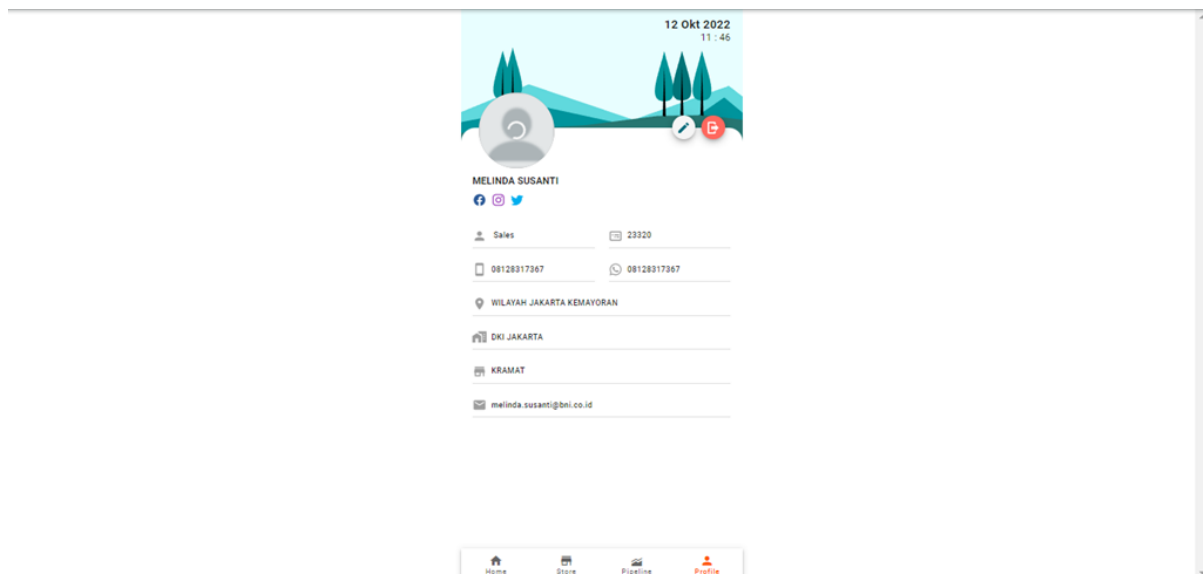 12 Okt 2022
11 : 46
MELINDA SUSANTI
Sales
23320
08128317367
08128317367
WILAYAH JAKARTA KEMAYORAN
DKI JAKARTA
KRAMAT
melinda.susanti@bni.co.id
Home
Store
Pipeline
Profile